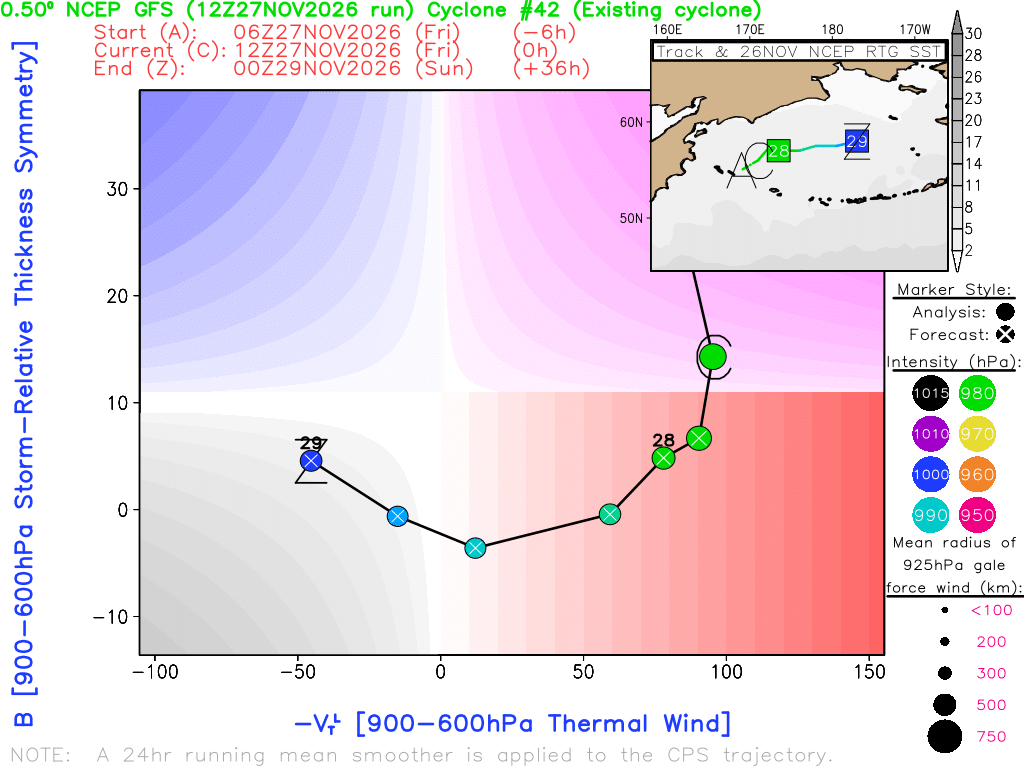 0.50° NCEP GFS (12Z27NOV2026 run) Cyclone #42 (Existing cyclone)
Start (A): 06Z27NOV2026 (Fri) (−6h)
Current (C): 12Z27NOV2026 (Fri) (0h)
End (Z): 00Z29NOV2026 (Sun) (+36h)
160E 170E 180 170W
Track & 26NOV NCEP RTG SST
60N
50N
A C 28 29 Z
30
28
26
23
20
17
14
11
8
5
2
B [900−600hPa Storm−Relative Thickness Symmetry]
30
20
10
0
−10
C
28
29
Z
−100 −50 0 50 100 150
−V_T^L [900−600hPa Thermal Wind]
Marker Style:
Analysis:
Forecast:
Intensity (hPa):
1015 980
1010 970
1000 960
990 950
Mean radius of
925hPa gale
force wind (km):
<100
200
300
500
750
NOTE: A 24hr running mean smoother is applied to the CPS trajectory.